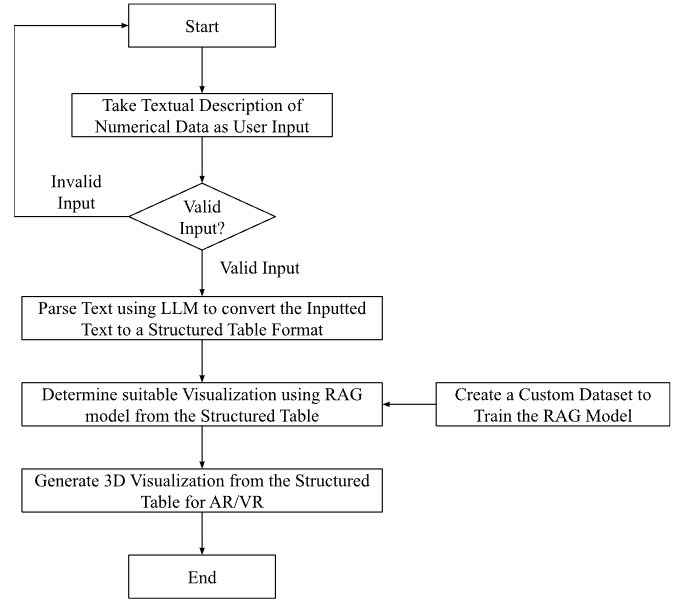 Start
Take Textual Description of
Numerical Data as User Input
Invalid
Input
Valid
Input?
Valid Input
Parse Text using LLM to convert the Inputted
Text to a Structured Table Format
Determine suitable Visualization using RAG
model from the Structured Table
Create a Custom Dataset to
Train the RAG Model
Generate 3D Visualization from the Structured
Table for AR/VR
End